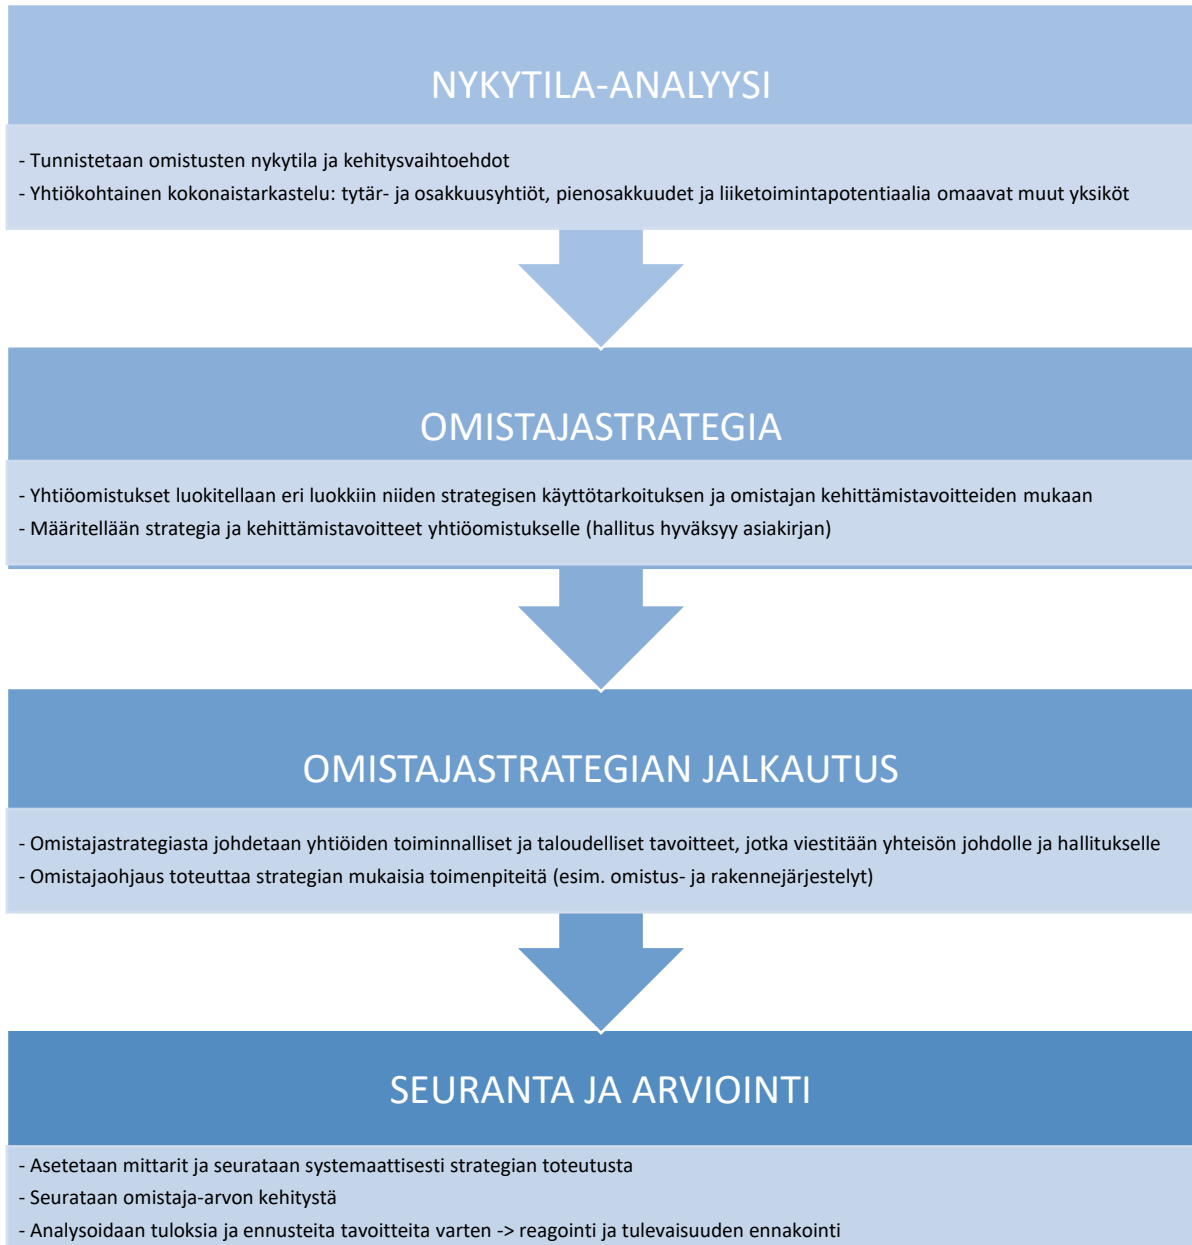 NYKYTILA-ANALYYSI
- Tunnistetaan omistusten nykytila ja kehitysvaihtoehdot
- Yhtiökohtainen kokonaistarkastelu: tytär- ja osakkuusyhtiöt, pienosakkuudet ja liiketoimintapotentiaalia omaavat muut yksiköt
OMISTAJASTRATEGIA
- Yhtiöomistukset luokitellaan eri luokkiin niiden strategisen käyttötarkoituksen ja omistajan kehittämistavoitteiden mukaan
- Määritellään strategia ja kehittämistavoitteet yhtiöomistukselle (hallitus hyväksyy asiakirjan)
OMISTAJASTRATEGIAN JALKAUTUS
- Omistajastrategiasta johdetaan yhtiöiden toiminnalliset ja taloudelliset tavoitteet, jotka viestitään yhteisön johdolle ja hallitukselle
- Omistajaohjaus toteuttaa strategian mukaisia toimenpiteitä (esim. omistus- ja rakennejärjestelyt)
SEURANTA JA ARVIOINTI
- Asetetaan mittarit ja seurataan systemaattisesti strategian toteutusta
- Seurataan omistaja-arvon kehitystä
- Analysoidaan tuloksia ja ennusteita tavoitteita varten -> reagointi ja tulevaisuuden ennakointi